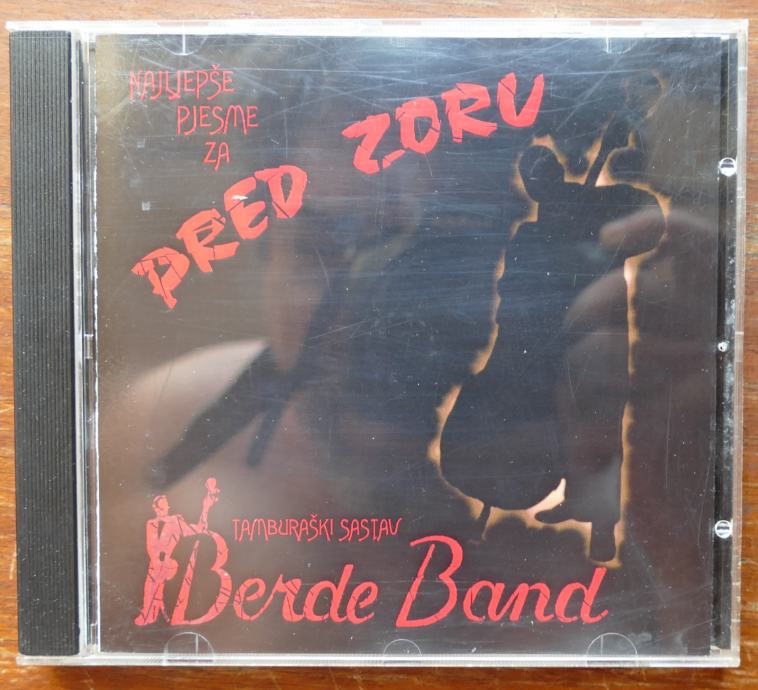 NAJLJEPŠE
PJESME
ZA
PRED ZORU
TAMBURAŠKI SASTAV
Berde Band